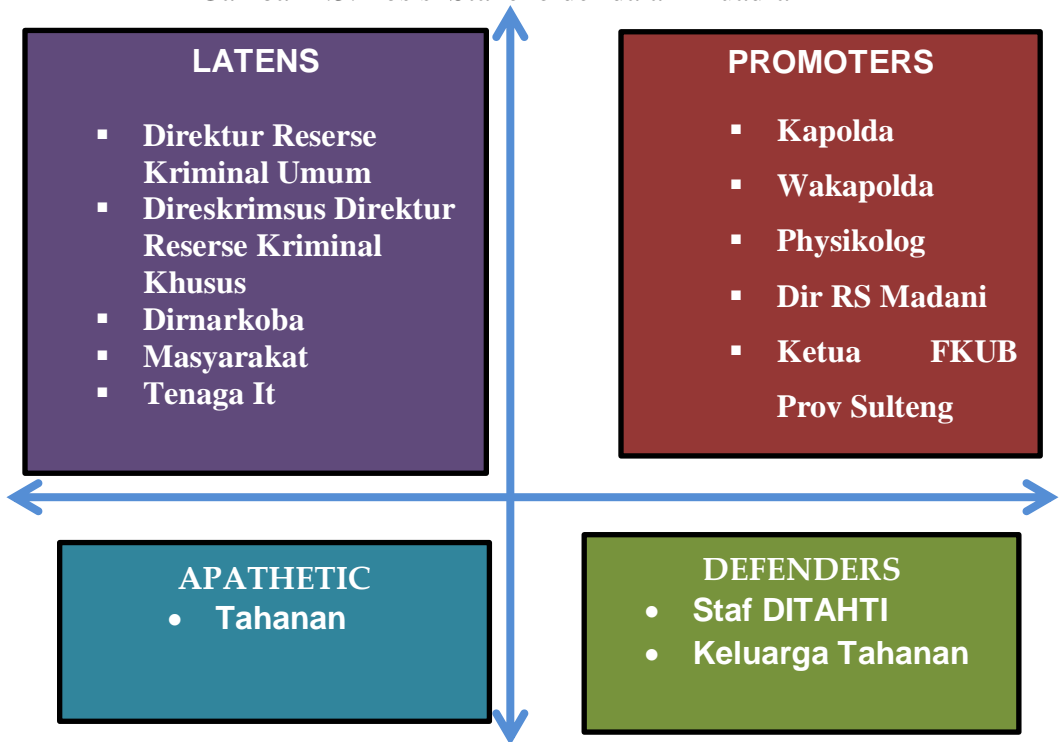 LATENS
▪ Direktur Reserse
Kriminal Umum
▪ Direskrimsus Direktur
Reserse Kriminal
Khusus
▪ Dirnarkoba
▪ Masyarakat
▪ Tenaga It
PROMOTERS
▪ Kapolda
▪ Wakapolda
▪ Physikolog
▪ Dir RS Madani
▪ Ketua FKUB
Prov Sulteng
APATHETIC
• Tahanan
DEFENDERS
• Staf DITAHTI
• Keluarga Tahanan